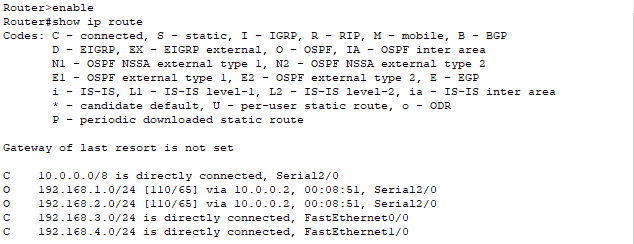 Router>enable
Router#show ip route
Codes: C - connected, S - static, I - IGRP, R - RIP, M - mobile, B - BGP
       D - EIGRP, EX - EIGRP external, O - OSPF, IA - OSPF inter area
       N1 - OSPF NSSA external type 1, N2 - OSPF NSSA external type 2
       E1 - OSPF external type 1, E2 - OSPF external type 2, E - EGP
       i - IS-IS, L1 - IS-IS level-1, L2 - IS-IS level-2, ia - IS-IS inter area
       * - candidate default, U - per-user static route, o - ODR
       P - periodic downloaded static route
Gateway of last resort is not set
C    10.0.0.0/8 is directly connected, Serial2/0
O    192.168.1.0/24 [110/65] via 10.0.0.2, 00:08:51, Serial2/0
O    192.168.2.0/24 [110/65] via 10.0.0.2, 00:08:51, Serial2/0
C    192.168.3.0/24 is directly connected, FastEthernet0/0
C    192.168.4.0/24 is directly connected, FastEthernet1/0